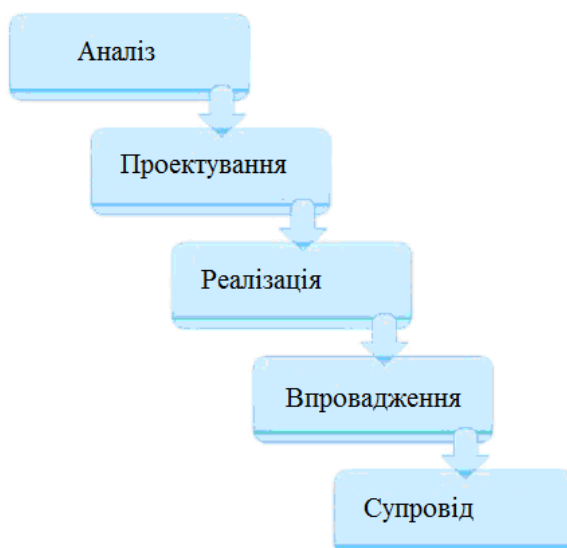 Аналіз
Проектування
Реалізація
Впровадження
Супровід